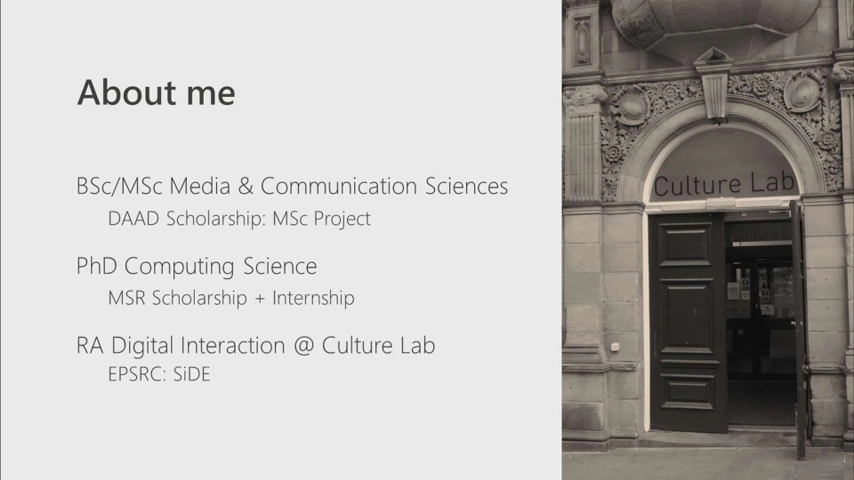 About me
BSc/MSc Media & Communication Sciences
DAAD Scholarship: MSc Project
PhD Computing Science
MSR Scholarship + Internship
RA Digital Interaction @ Culture Lab
EPSRC: SiDE
Culture Lab